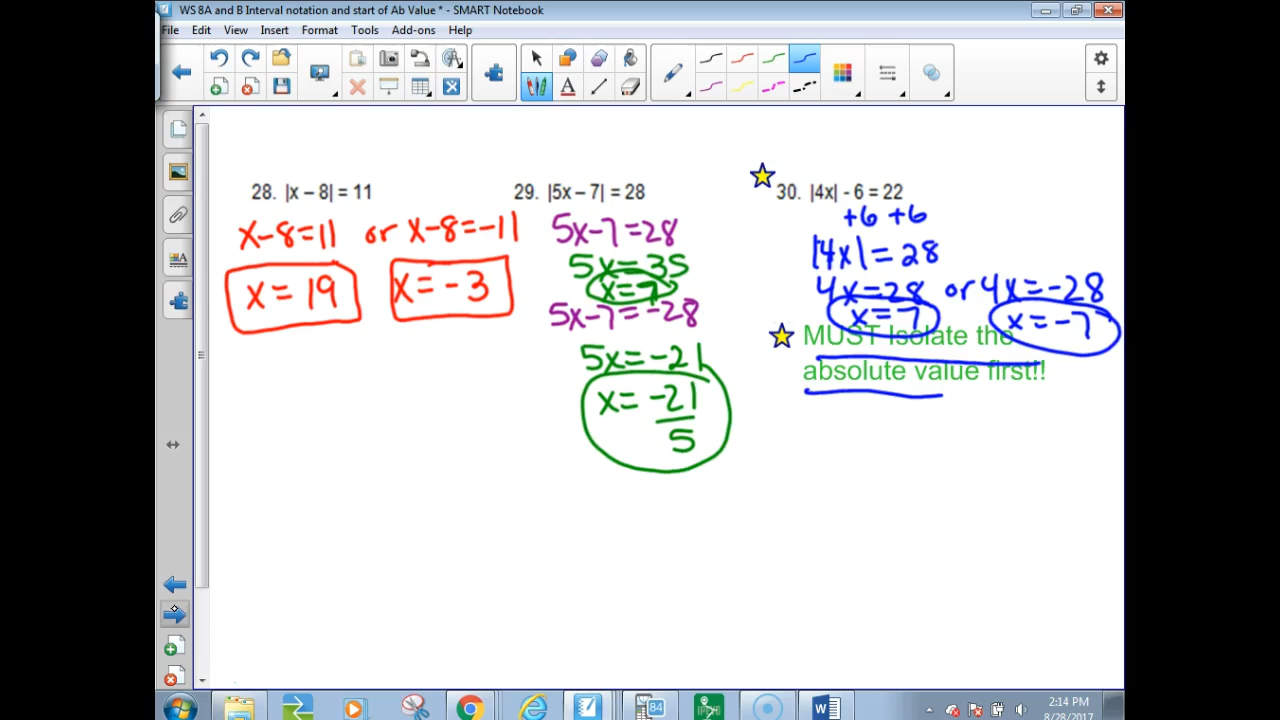 WS 8A and B Interval notation and start of Ab Value * - SMART Notebook
File Edit View Insert Format Tools Add-ons Help
28. |x – 8| = 11
x-8=11 or x-8=-11
x=19 x=-3
29. |5x – 7| = 28
5x-7=28
5x=35
x=7
5x-7=-28
5x=-21
x=-21
5
30. |4x| - 6 = 22
+6 +6
|4x|=28
4x=28 or 4x=-28
x=7 x=-7
MUST Isolate the
absolute value first!!
84
2:14 PM
8/28/2017